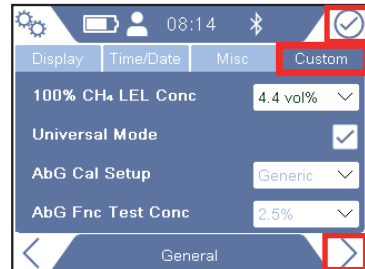 08:14
Display Time/Date Misc Custom
100% CH₄ LEL Conc 4.4 vol%
Universal Mode
AbG Cal Setup Generic
AbG Fnc Test Conc 2.5%
General